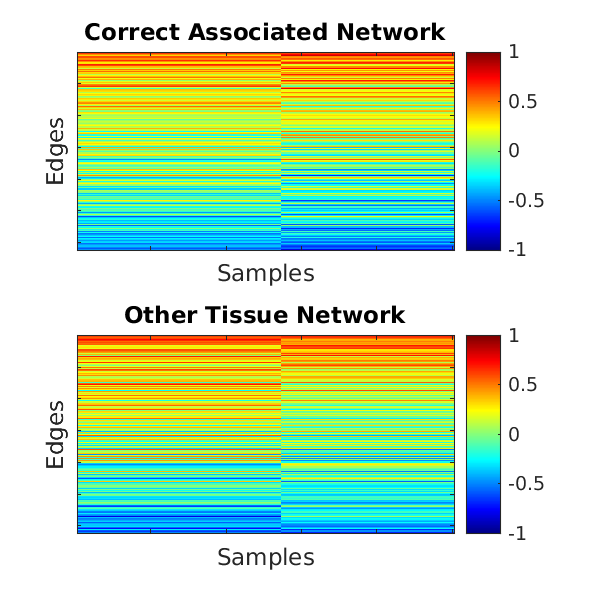 Correct Associated Network
1
0.5
0
-0.5
-1
Edges
Samples
Other Tissue Network
1
0.5
0
-0.5
-1
Edges
Samples